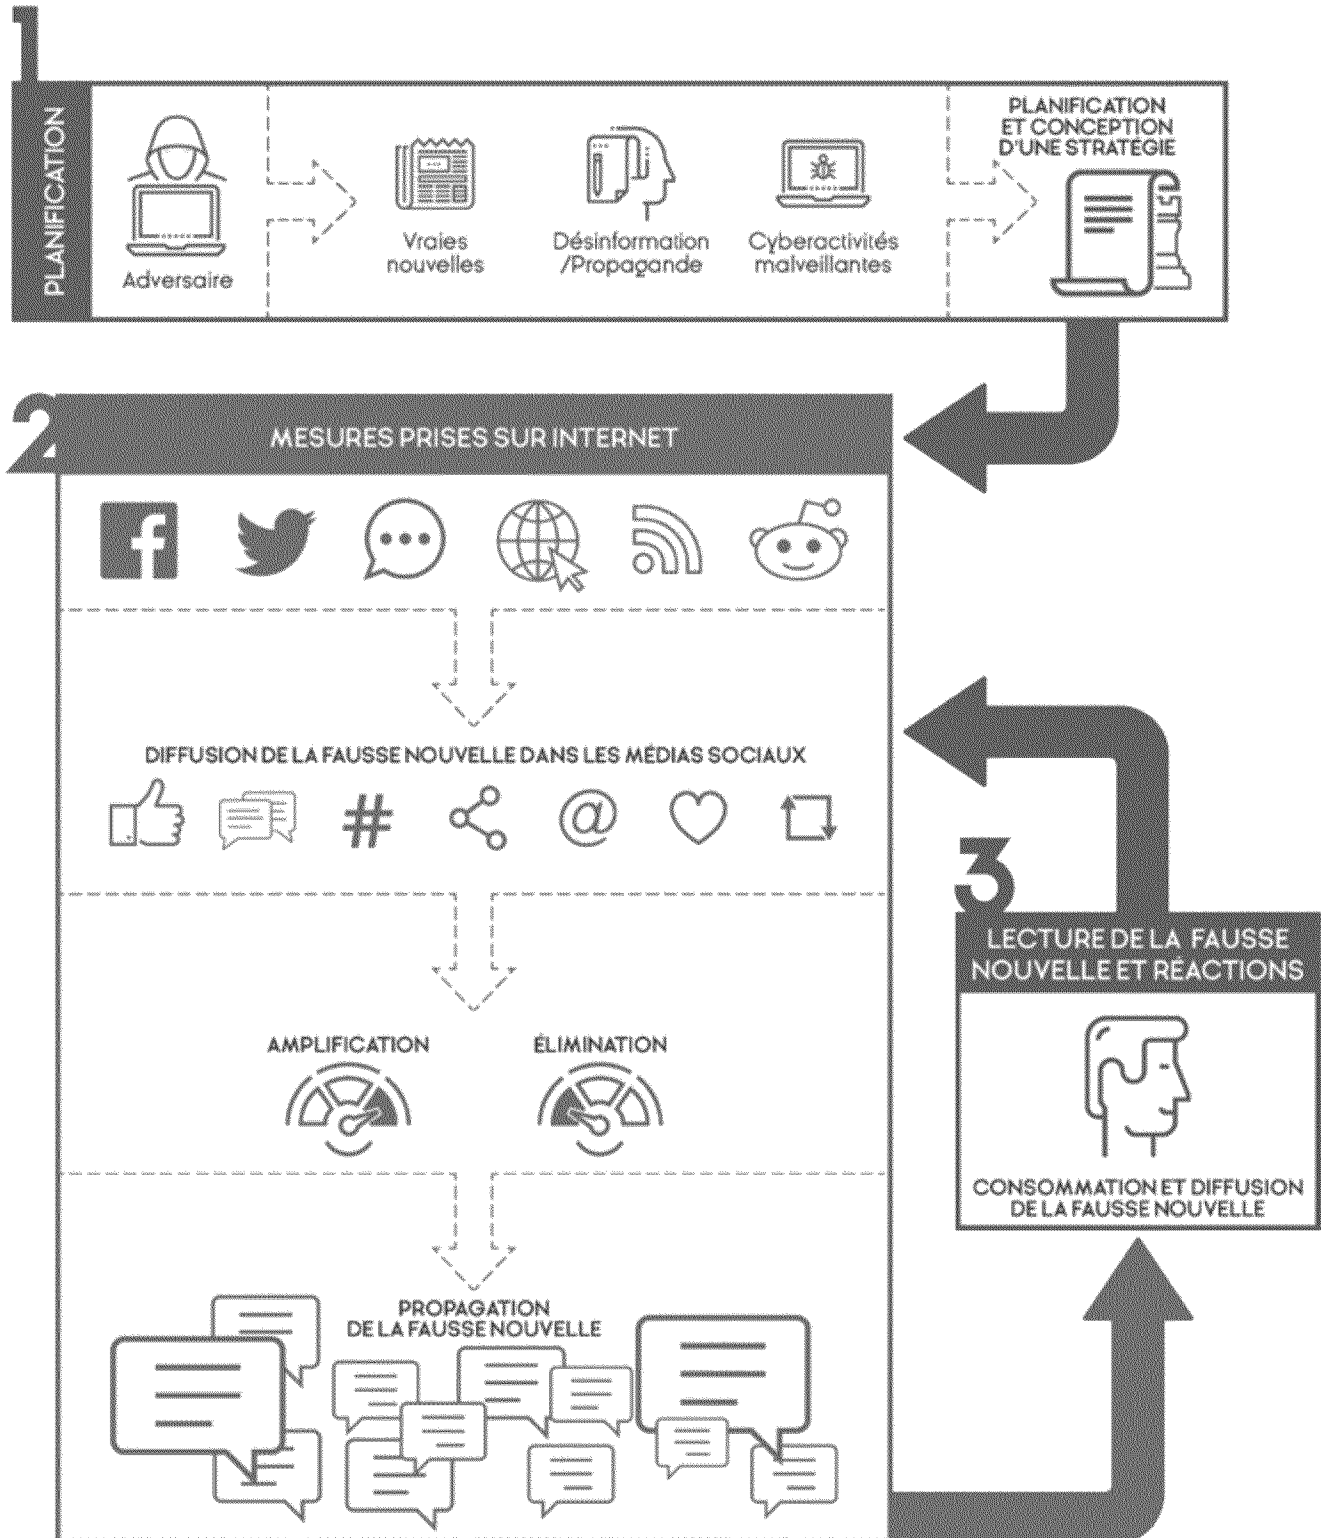 1
PLANIFICATION
Adversaire
Vraies
nouvelles
Désinformation
/Propagande
Cyberactivités
malveillantes
PLANIFICATION
ET CONCEPTION
D'UNE STRATÉGIE
2
MESURES PRISES SUR INTERNET
DIFFUSION DE LA FAUSSE NOUVELLE DANS LES MÉDIAS SOCIAUX
#
@
AMPLIFICATION
ÉLIMINATION
PROPAGATION
DE LA FAUSSE NOUVELLE
3
LECTURE DE LA FAUSSE
NOUVELLE ET RÉACTIONS
CONSOMMATION ET DIFFUSION
DE LA FAUSSE NOUVELLE